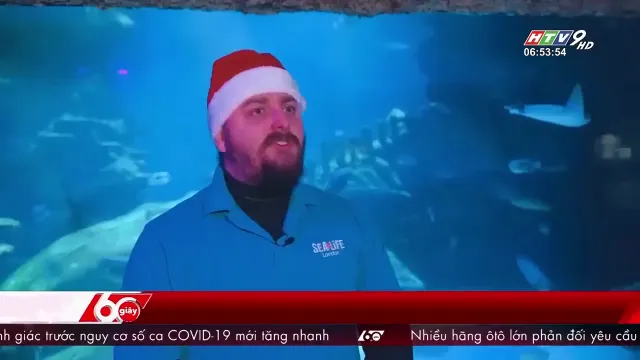 HTV9 HD
06:53:54
SEA LIFE
London
60 giây
nh giác trước nguy cơ số ca COVID-19 mới tăng nhanh
60
Nhiều hãng ôtô lớn phản đối yêu cầu